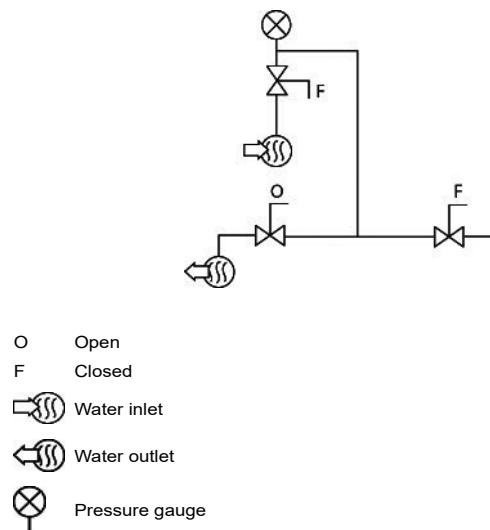 F
O
F
O Open
F Closed
Water inlet
Water outlet
Pressure gauge